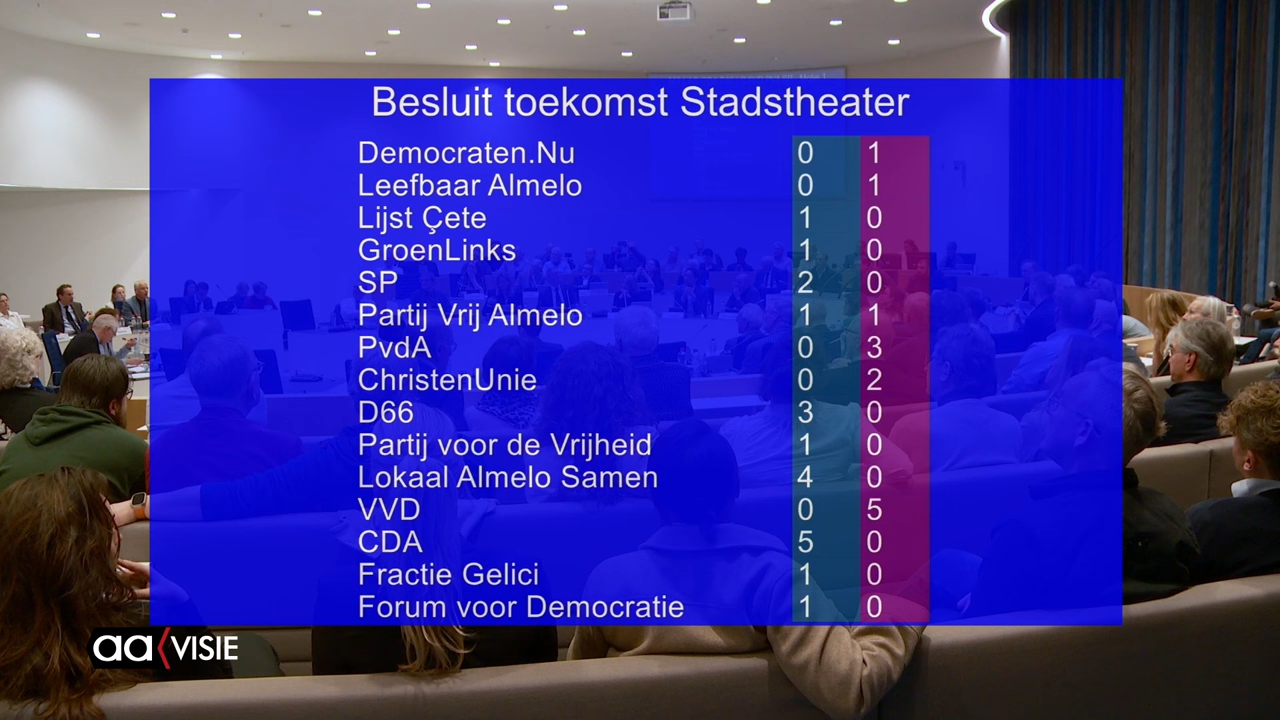 Besluit toekomst Stadstheater
Democraten.Nu 0 1
Leefbaar Almelo 0 1
Lijst Çete 1 0
GroenLinks 1 0
SP 2 0
Partij Vrij Almelo 1 1
PvdA 0 3
ChristenUnie 0 2
D66 3 0
Partij voor de Vrijheid 1 0
Lokaal Almelo Samen 4 0
VVD 0 5
CDA 5 0
Fractie Gelici 1 0
Forum voor Democratie 1 0
aa(VISIE